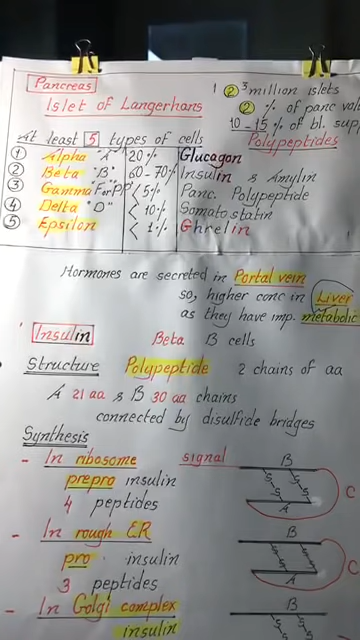 Pancreas
Islet of Langerhans
1 ② 3 million islets
② % of panc
10-15% of bl.
At least 5 types of cells
Polypeptides
① Alpha "A" 20% Glucagon
② Beta "B" 60-70% Insulin & Amylin
③ Gamma F or PP < 5% Panc. Polypeptide
④ Delta "D" < 10% Somatostatin
⑤ Epsilon < 1% Ghrelin
Hormones are secreted in Portal vein
so, higher conc in Liver
as they have imp. metabolic
Insulin Beta B cells
Structure Polypeptide 2 chains of aa
A 21 aa & B 30 aa chains
connected by disulfide bridges
Synthesis
- In ribosome signal B
prepro insulin S-S S-S C
4 peptides A
- In rough ER B
pro insulin S-S S-S C
3 peptides A
- In Golgi complex B
insulin